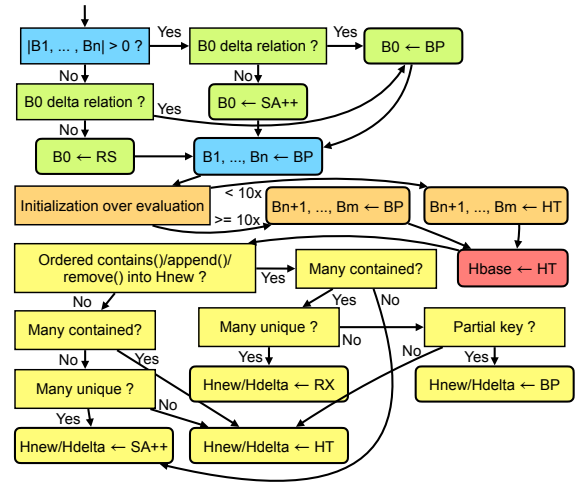 |B1, ... , Bn| > 0 ?
Yes
B0 delta relation ?
Yes
B0 ← BP
No
No
B0 delta relation ?
Yes
B0 ← SA++
No
B0 ← RS
B1, ..., Bn ← BP
Initialization over evaluation
< 10x
>= 10x
Bn+1, ..., Bm ← BP
Bn+1, ..., Bm ← HT
Ordered contains()/append()/
remove() into Hnew ?
Yes
Many contained?
Hbase ← HT
No
Yes
No
Many contained?
Many unique ?
No
Partial key ?
No
Yes
Yes
No
Yes
Many unique ?
Hnew/Hdelta ← RX
Hnew/Hdelta ← BP
Yes
No
Hnew/Hdelta ← SA++
Hnew/Hdelta ← HT